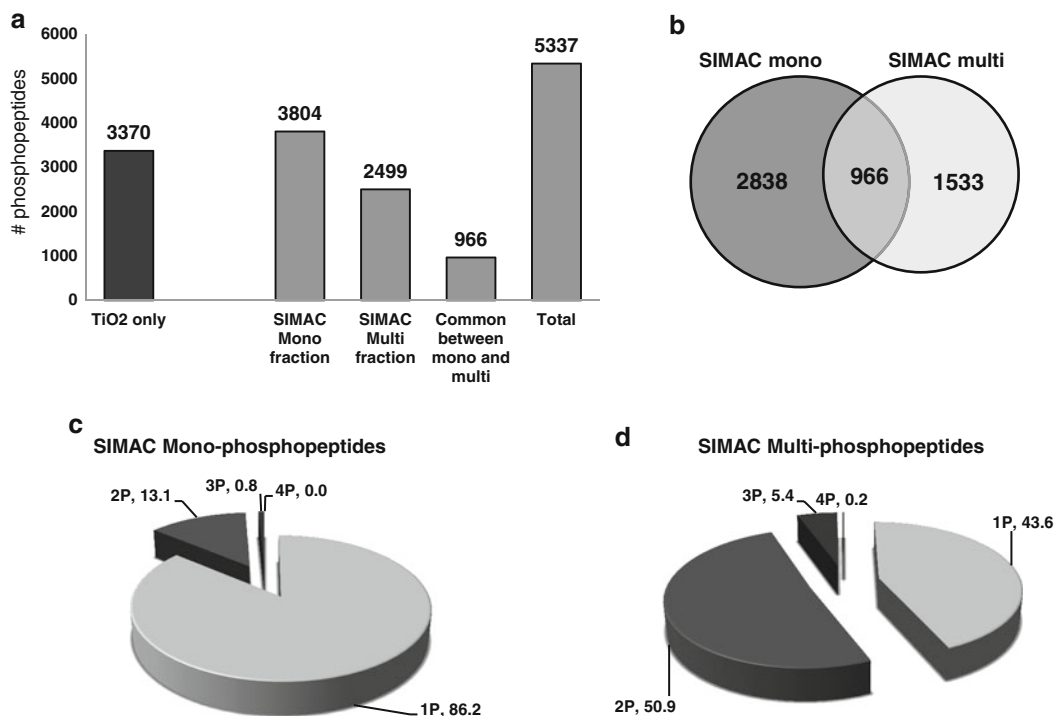 a
# phosphopeptides
6000
5000
4000
3000
2000
1000
0
3370
3804
2499
966
5337
TiO2 only
SIMAC
Mono
fraction
SIMAC
Multi
fraction
Common
between
mono and
multi
Total
b
SIMAC mono
SIMAC multi
2838
966
1533
c
SIMAC Mono-phosphopeptides
2P, 13.1
3P, 0.8
4P, 0.0
1P, 86.2
d
SIMAC Multi-phosphopeptides
3P, 5.4
4P, 0.2
1P, 43.6
2P, 50.9